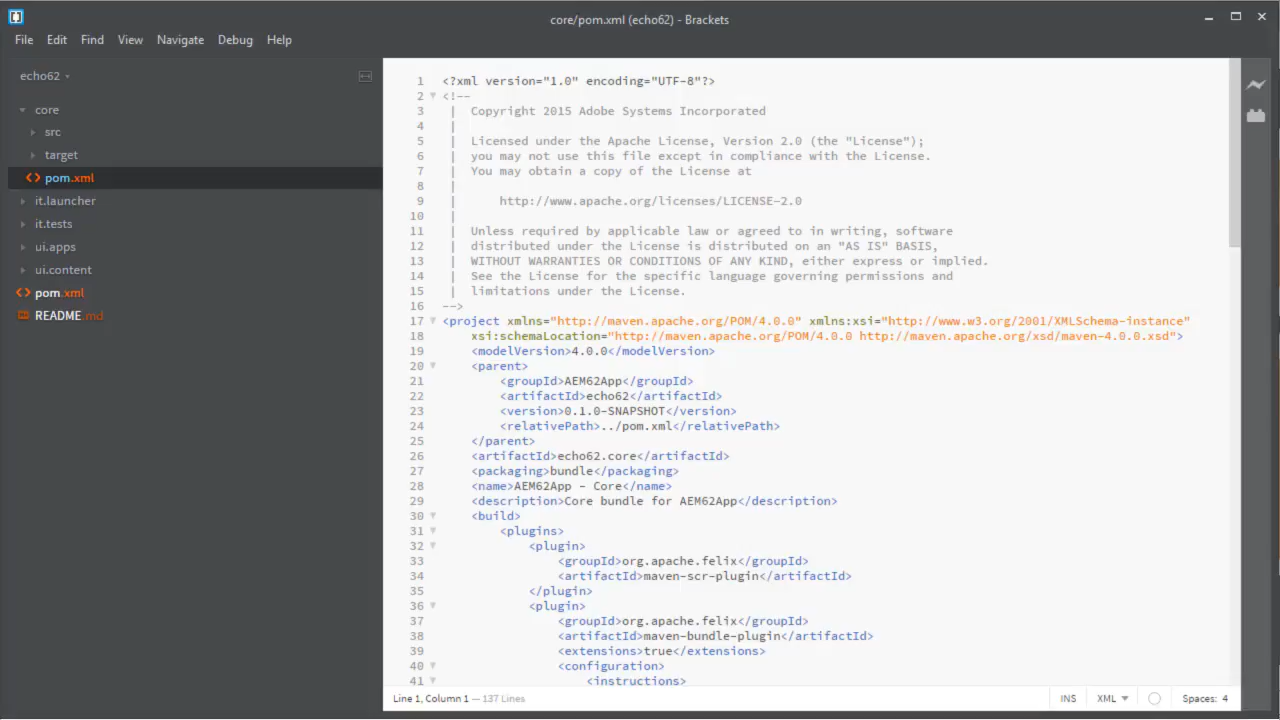 core/pom.xml (echo62) - Brackets
File Edit Find View Navigate Debug Help
echo62
core
src
target
pom.xml
it.launcher
it.tests
ui.apps
ui.content
pom.xml
README.md
1 <?xml version="1.0" encoding="UTF-8"?>
2 <!--
3 | Copyright 2015 Adobe Systems Incorporated
4 |
5 | Licensed under the Apache License, Version 2.0 (the "License");
6 | you may not use this file except in compliance with the License.
7 | You may obtain a copy of the License at
8 |
9 | http://www.apache.org/licenses/LICENSE-2.0
10 |
11 | Unless required by applicable law or agreed to in writing, software
12 | distributed under the License is distributed on an "AS IS" BASIS,
13 | WITHOUT WARRANTIES OR CONDITIONS OF ANY KIND, either express or implied.
14 | See the License for the specific language governing permissions and
15 | limitations under the License.
16 -->
17 <project xmlns="http://maven.apache.org/POM/4.0.0" xmlns:xsi="http://www.w3.org/2001/XMLSchema-instance"
18 xsi:schemaLocation="http://maven.apache.org/POM/4.0.0 http://maven.apache.org/xsd/maven-4.0.0.xsd">
19 <modelVersion>4.0.0</modelVersion>
20 <parent>
21 <groupId>AEM62App</groupId>
22 <artifactId>echo62</artifactId>
23 <version>0.1.0-SNAPSHOT</version>
24 <relativePath>../pom.xml</relativePath>
25 </parent>
26 <artifactId>echo62.core</artifactId>
27 <packaging>bundle</packaging>
28 <name>AEM62App - Core</name>
29 <description>Core bundle for AEM62App</description>
30 <build>
31 <plugins>
32 <plugin>
33 <groupId>org.apache.felix</groupId>
34 <artifactId>maven-scr-plugin</artifactId>
35 </plugin>
36 <plugin>
37 <groupId>org.apache.felix</groupId>
38 <artifactId>maven-bundle-plugin</artifactId>
39 <extensions>true</extensions>
40 <configuration>
41 <instructions>
Line 1, Column 1 — 137 Lines INS XML Spaces: 4